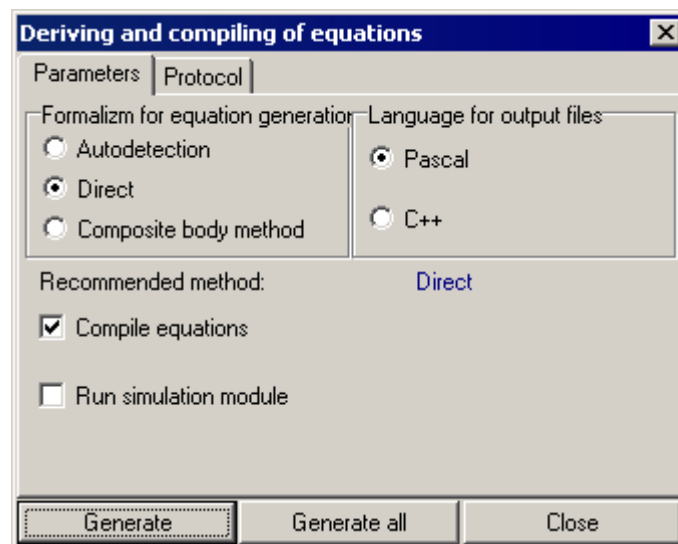 Deriving and compiling of equations
Parameters Protocol
Formalizm for equation generation
Autodetection
Direct
Composite body method
Language for output files
Pascal
C++
Recommended method: Direct
Compile equations
Run simulation module
Generate Generate all Close